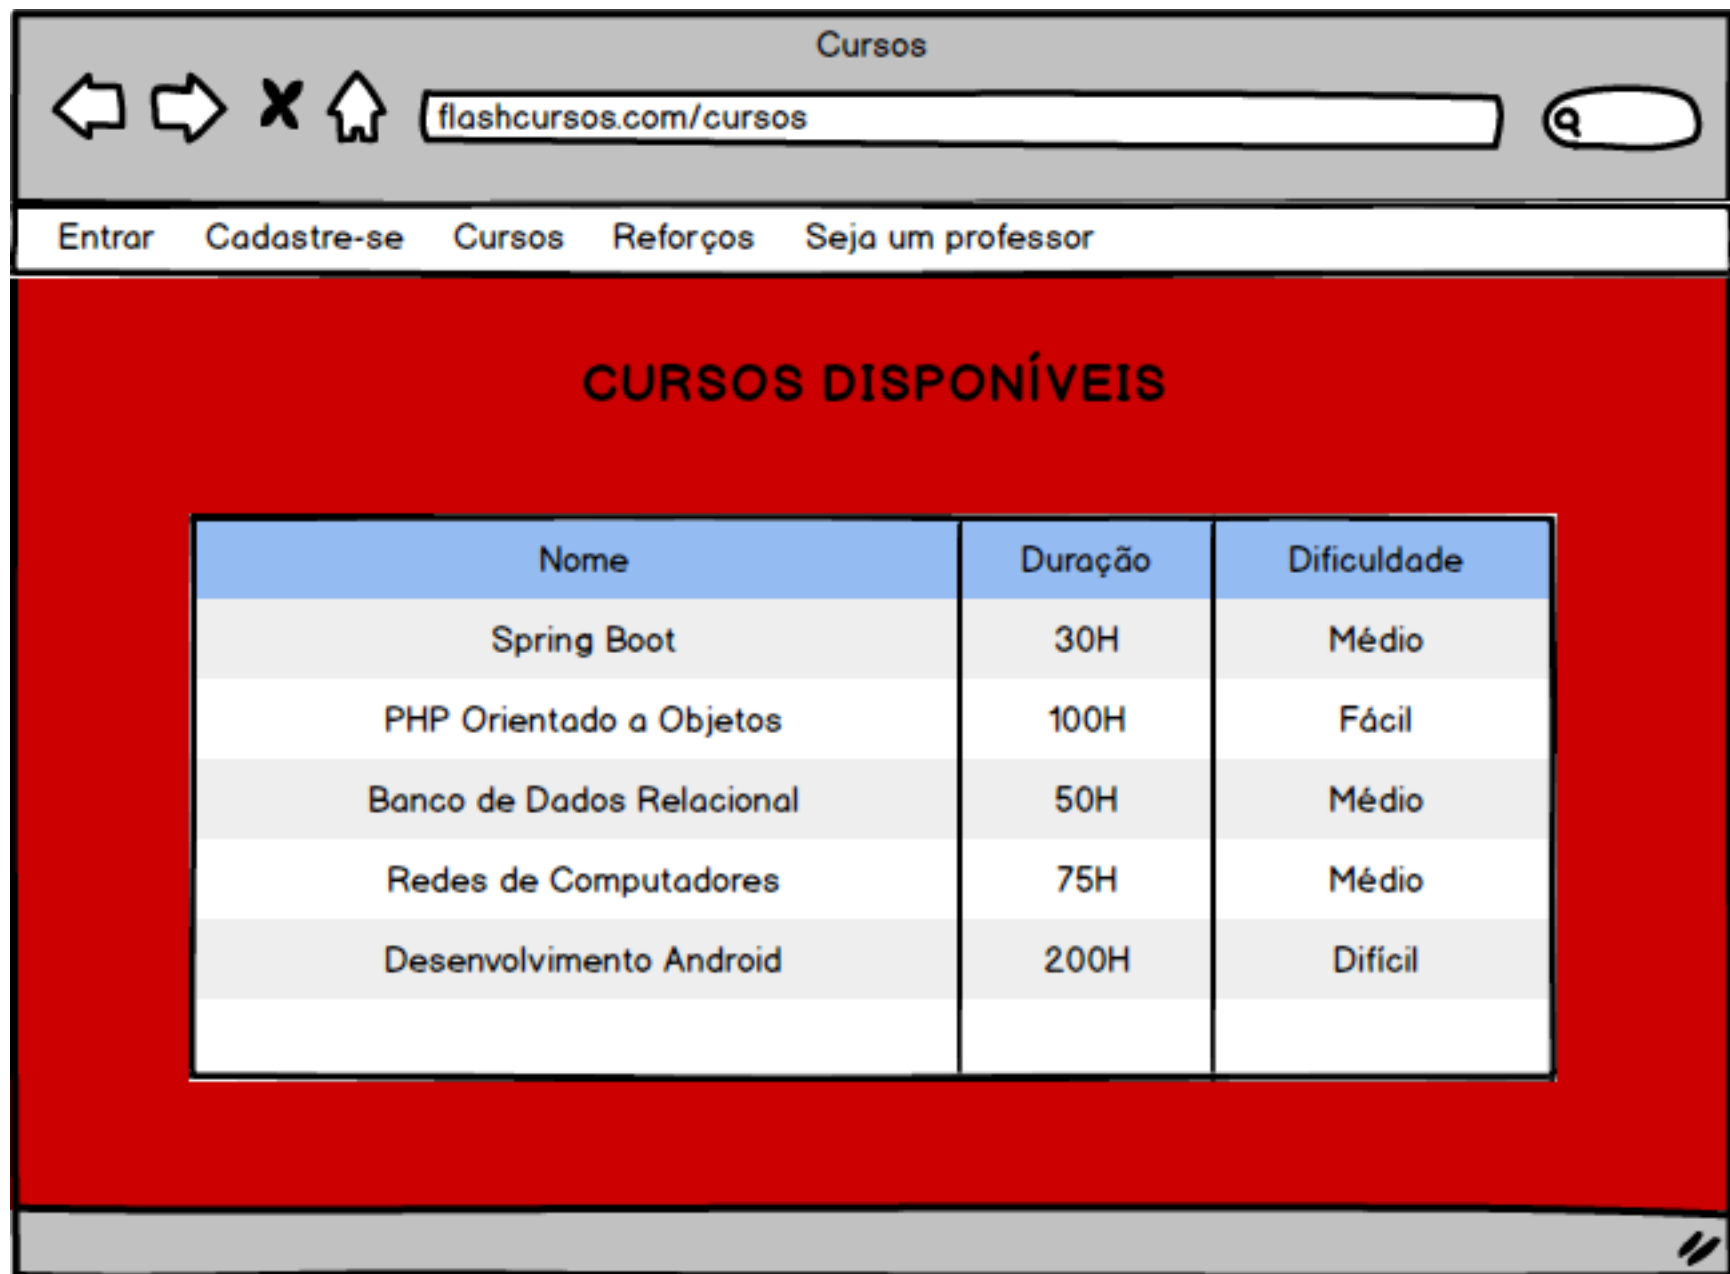 Cursos
flashcursos.com/cursos
Entrar Cadastre-se Cursos Reforços Seja um professor
CURSOS DISPONÍVEIS
Nome Duração Dificuldade
Spring Boot 30H Médio
PHP Orientado a Objetos 100H Fácil
Banco de Dados Relacional 50H Médio
Redes de Computadores 75H Médio
Desenvolvimento Android 200H Difícil